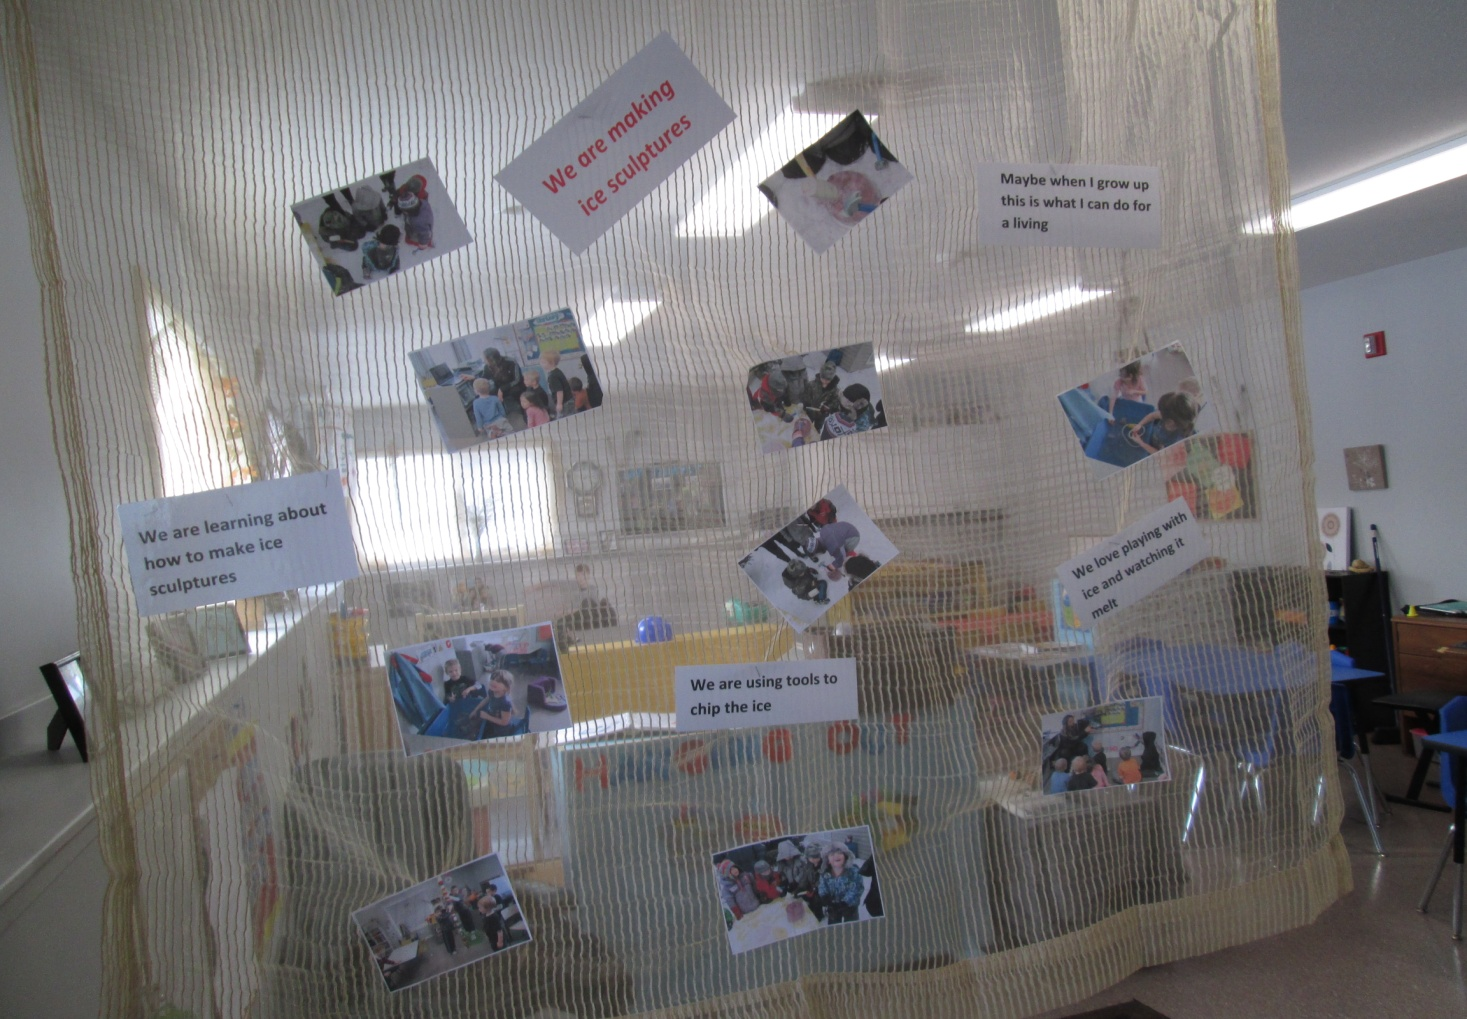 We are making
ice sculptures
Maybe when I grow up
this is what I can do for
a living
We are learning about
how to make ice
sculptures
We love playing with
ice and watching it
melt
We are using tools to
chip the ice